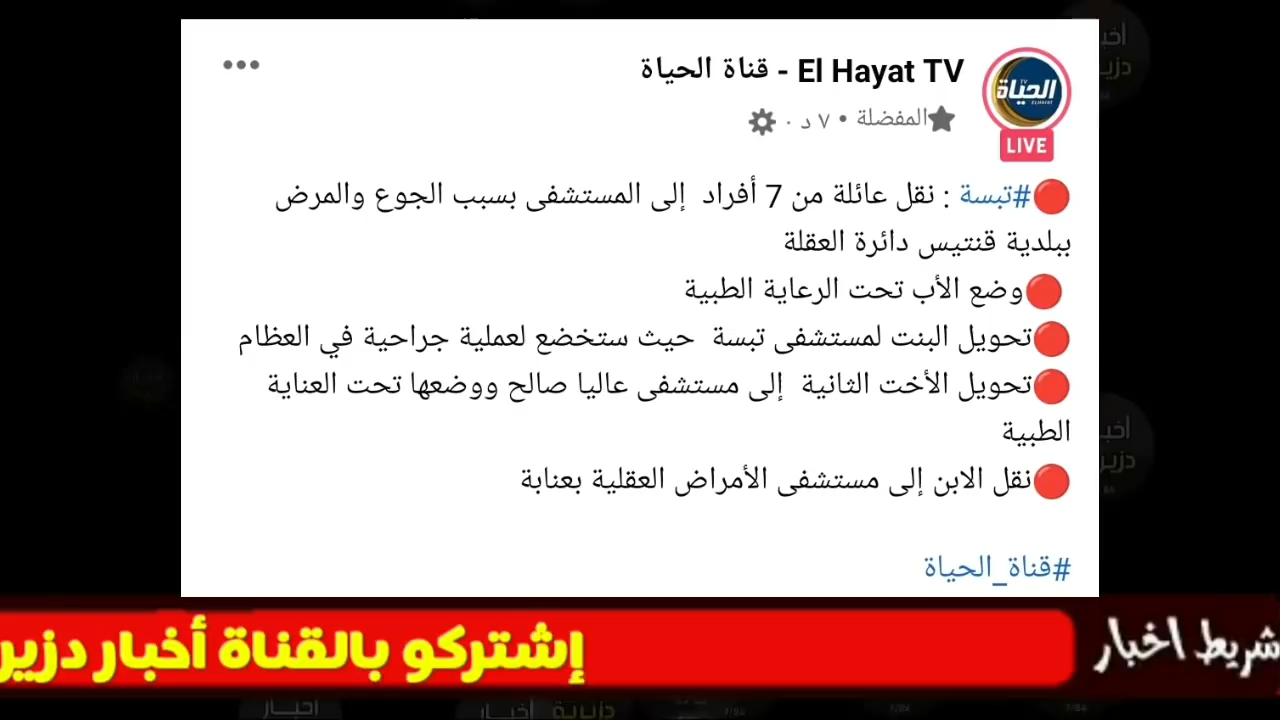 El Hayat TV - قناة الحياة
المفضلة • ٧ د ·
الحياة
TV
ELHAYAT
LIVE
🔴#تبسة : نقل عائلة من 7 أفراد إلى المستشفى بسبب الجوع والمرض
ببلدية قنتيس دائرة العقلة
🔴وضع الأب تحت الرعاية الطبية
🔴تحويل البنت لمستشفى تبسة حيث ستخضع لعملية جراحية في العظام
🔴تحويل الأخت الثانية إلى مستشفى عاليا صالح ووضعها تحت العناية
الطبية
🔴نقل الابن إلى مستشفى الأمراض العقلية بعنابة
#قناة_الحياة
شريط اخبار
إشتركو بالقناة أخبار دزير